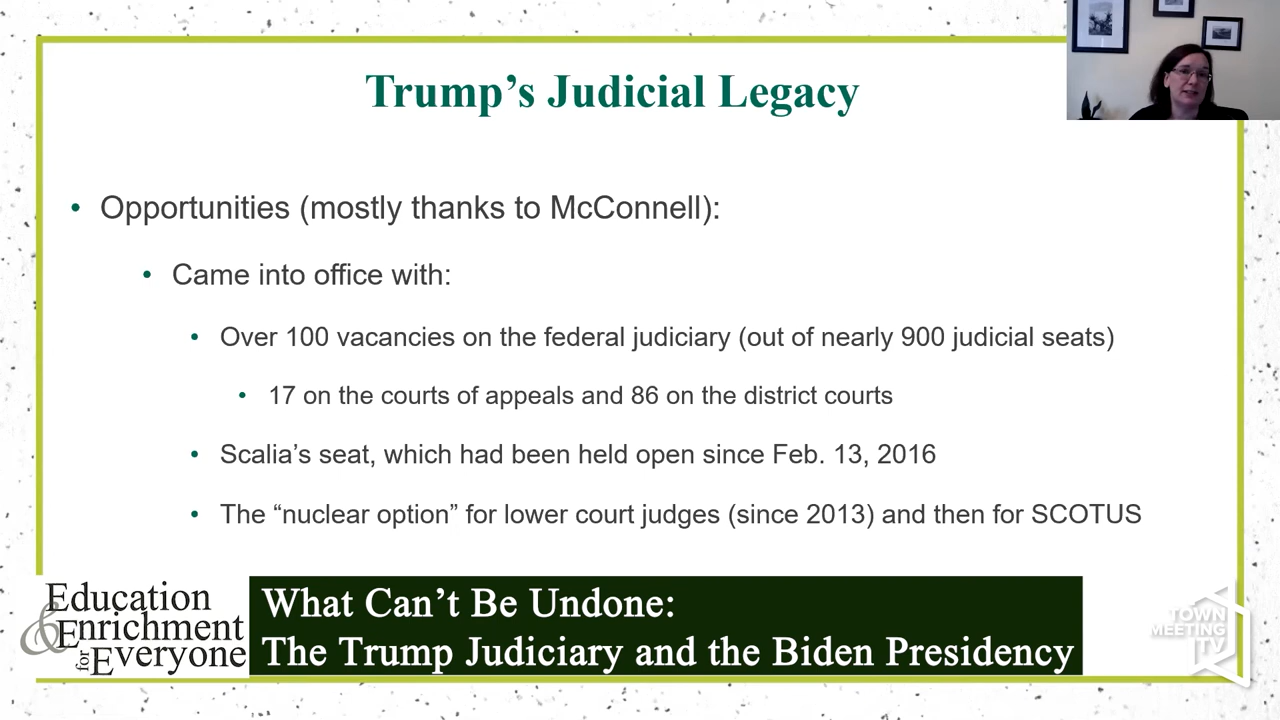 Trump’s Judicial Legacy
• Opportunities (mostly thanks to McConnell):
• Came into office with:
• Over 100 vacancies on the federal judiciary (out of nearly 900 judicial seats)
• 17 on the courts of appeals and 86 on the district courts
• Scalia’s seat, which had been held open since Feb. 13, 2016
• The “nuclear option” for lower court judges (since 2013) and then for SCOTUS
Education
& Enrichment
for Everyone
What Can’t Be Undone:
The Trump Judiciary and the Biden Presidency
TOWN
MEETING
TV